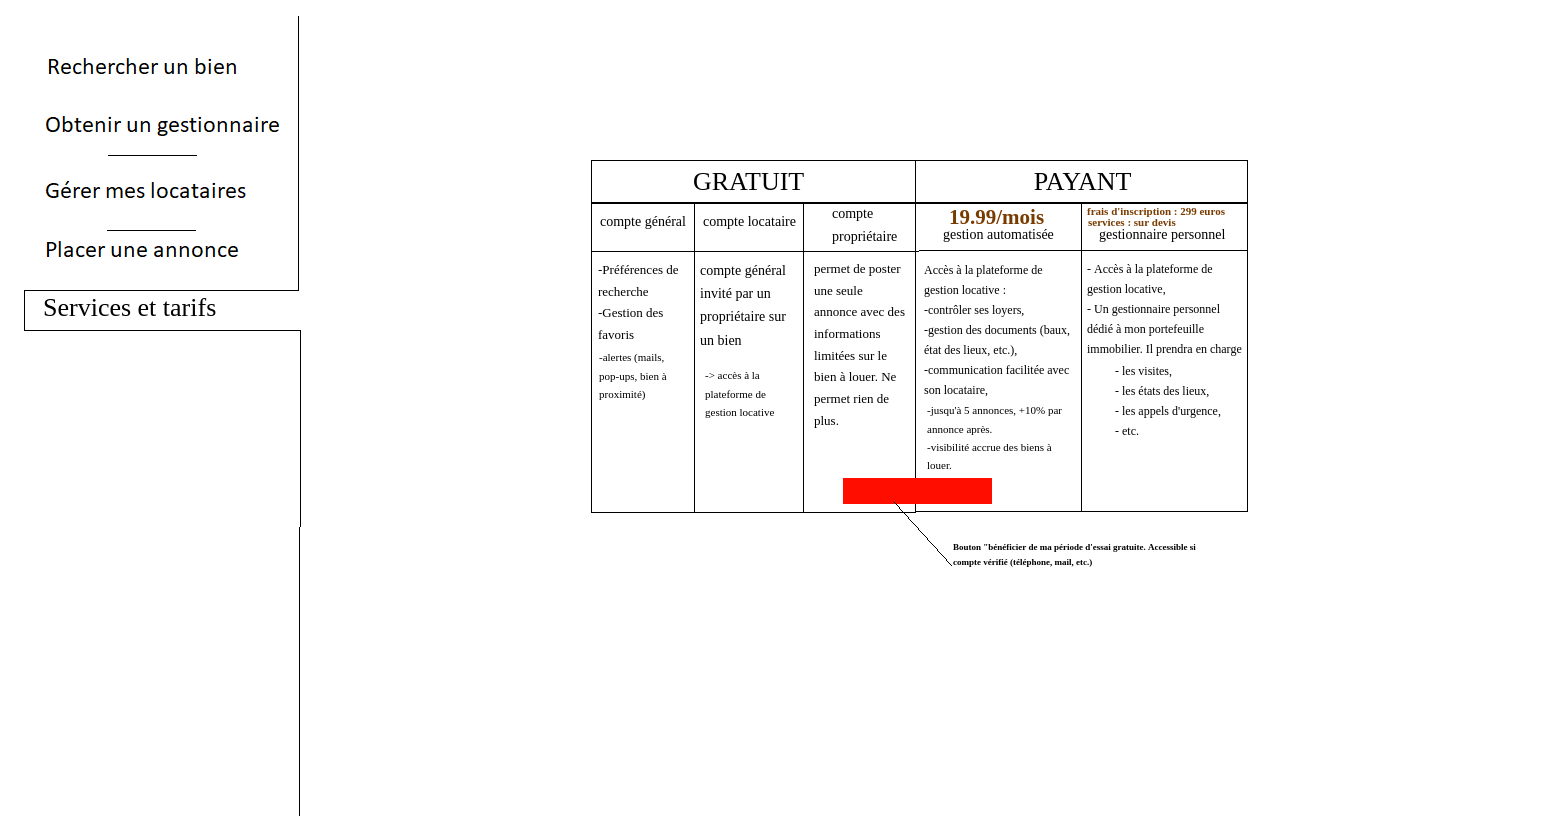 Rechercher un bien
Obtenir un gestionnaire
Gérer mes locataires
Placer une annonce
Services et tarifs
GRATUIT
PAYANT
compte général
compte locataire
compte
propriétaire
19.99/mois
gestion automatisée
frais d'inscription : 299 euros
services : sur devis
gestionnaire personnel
-Préférences de
recherche
-Gestion des
favoris
-alertes (mails,
pop-ups, bien à
proximité)
compte général
invité par un
propriétaire sur
un bien
-> accès à la
plateforme de
gestion locative
permet de poster
une seule
annonce avec des
informations
limitées sur le
bien à louer. Ne
permet rien de
plus.
Accès à la plateforme de
gestion locative :
-contrôler ses loyers,
-gestion des documents (baux,
état des lieux, etc.),
-communication facilitée avec
son locataire,
-jusqu'à 5 annonces, +10% par
annonce après.
-visibilité accrue des biens à
louer.
- Accès à la plateforme de
gestion locative,
- Un gestionnaire personnel
dédié à mon portefeuille
immobilier. Il prendra en charge
- les visites,
- les états des lieux,
- les appels d'urgence,
- etc.
Bouton "bénéficier de ma période d'essai gratuite. Accessible si
compte vérifié (téléphone, mail, etc.)